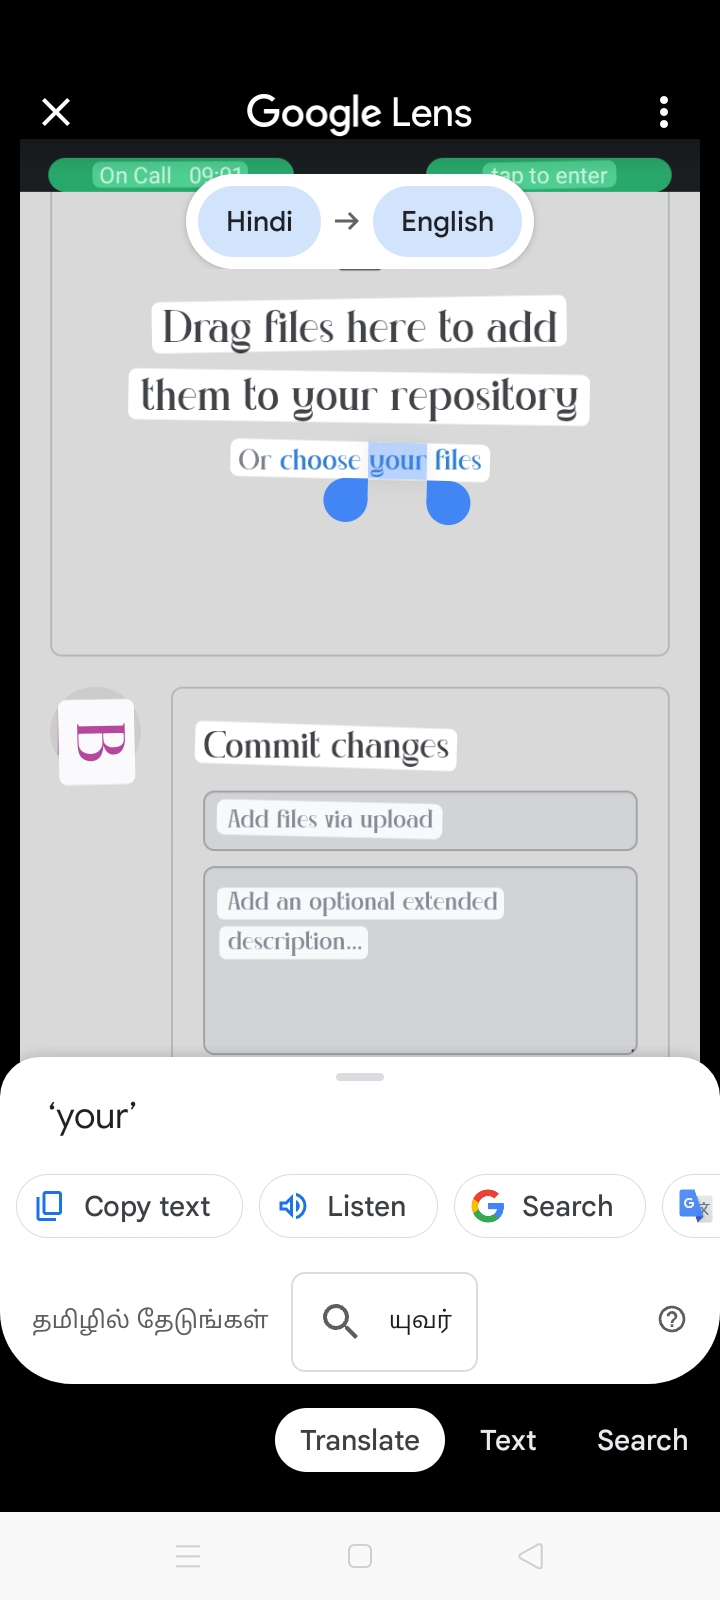 Google Lens
On Call 09:01
tap to enter
Hindi → English
Drag files here to add
them to your repository
Or choose your files
B
Commit changes
Add files via upload
Add an optional extended
description...
‘your’
Copy text
Listen
Search
தமிழில் தேடுங்கள்
யுவர்
Translate
Text
Search